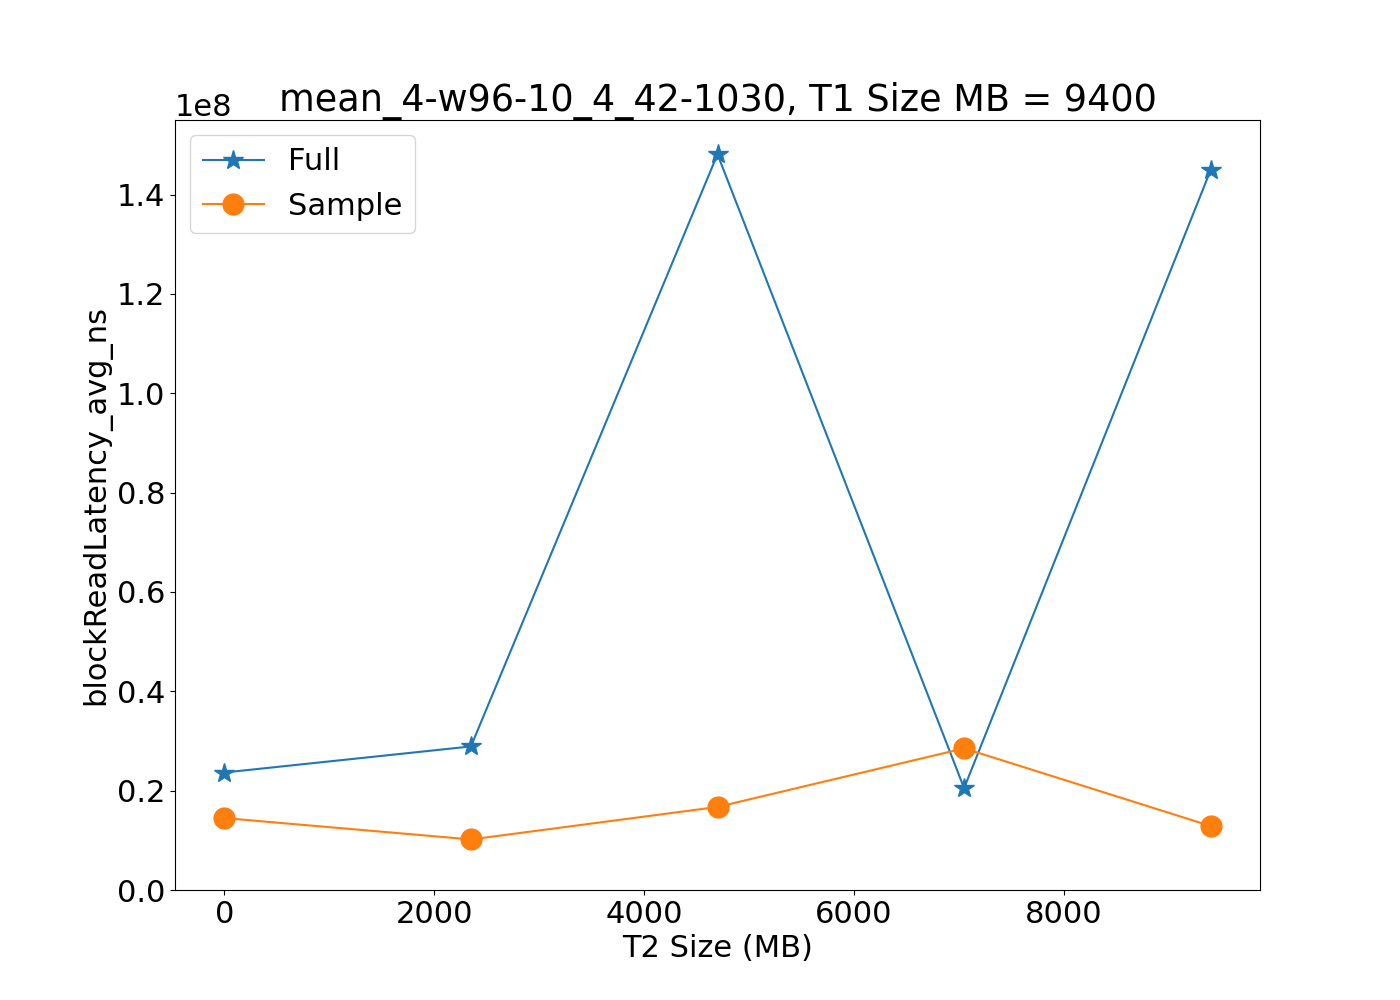 1e8
mean_4-w96-10_4_42-1030, T1 Size MB = 9400
Full
Sample
1.4
1.2
1.0
0.8
0.6
0.4
0.2
0.0
blockReadLatency_avg_ns
0 2000 4000 6000 8000
T2 Size (MB)